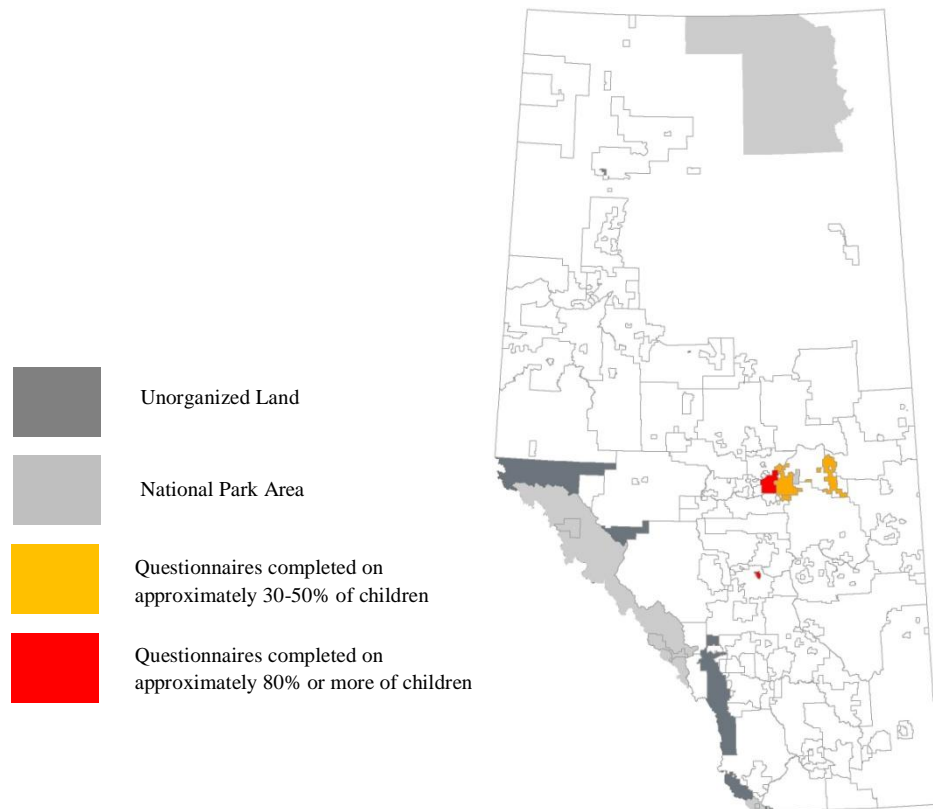 Unorganized Land
National Park Area
Questionnaires completed on
approximately 30-50% of children
Questionnaires completed on
approximately 80% or more of children